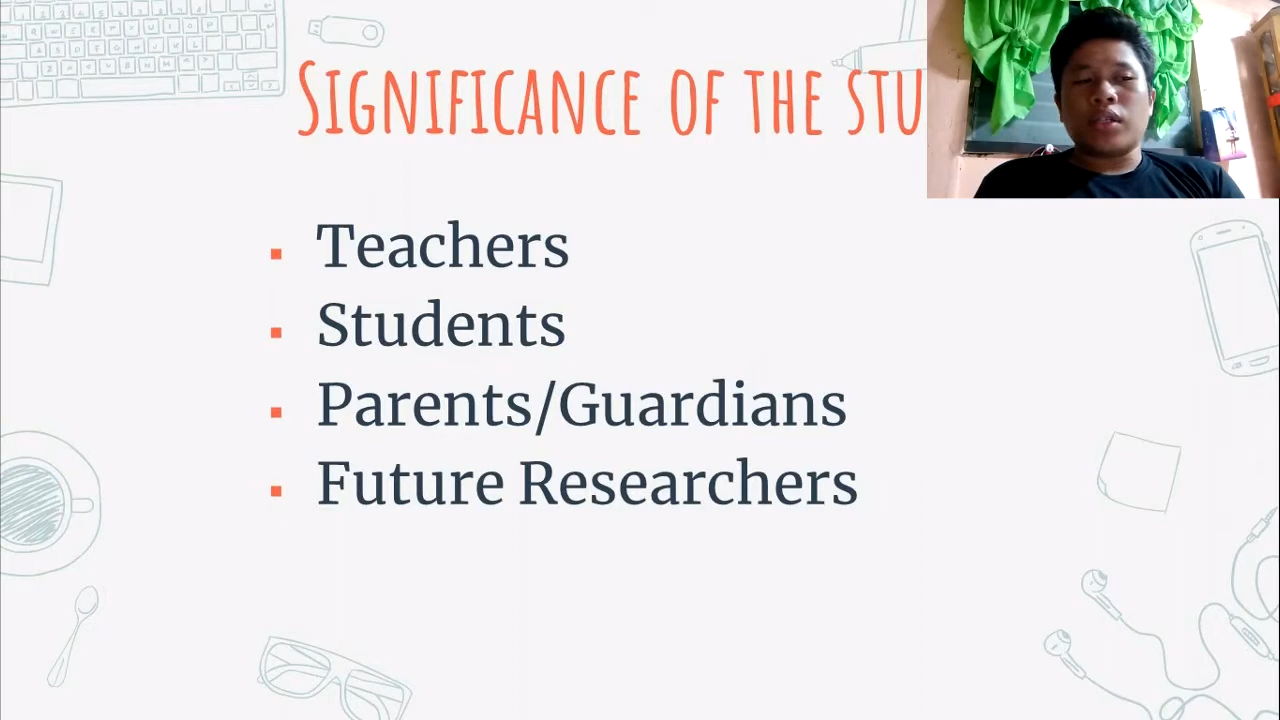 Significance of the stu
Teachers
Students
Parents/Guardians
Future Researchers